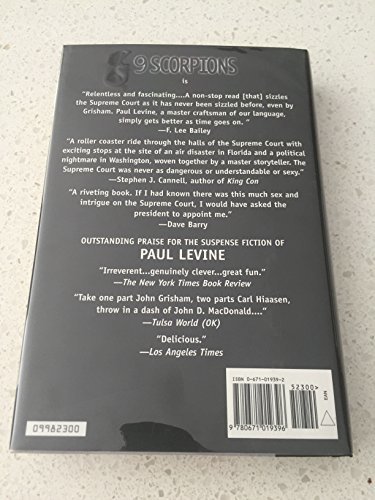 9 SCORPIONS
is
"Relentless and fascinating....A non-stop read [that] sizzles
the Supreme Court as it has never been sizzled before, even by
Grisham. Paul Levine, a master craftsman of our language,
simply gets better as time goes on. "
—F. Lee Bailey
"A roller coaster ride through the halls of the Supreme Court with
exciting stops at the site of an air disaster in Florida and a political
nightmare in Washington, woven together by a master storyteller. The
Supreme Court was never as dangerous or understandable or sexy."
—Stephen J. Cannell, author of King Con
"A riveting book. If I had known there was this much sex and
intrigue on the Supreme Court, I would have asked the
president to appoint me."
—Dave Barry
OUTSTANDING PRAISE FOR THE SUSPENSE FICTION OF
PAUL LEVINE
"Irreverent...genuinely clever...great fun."
—The New York Times Book Review
"Take one part John Grisham, two parts Carl Hiaasen,
throw in a dash of John D. MacDonald...."
—Tulsa World (OK)
"Delicious."
—Los Angeles Times
ISBN 0-671-01939-2
52300>
9 780671 019396
09982300